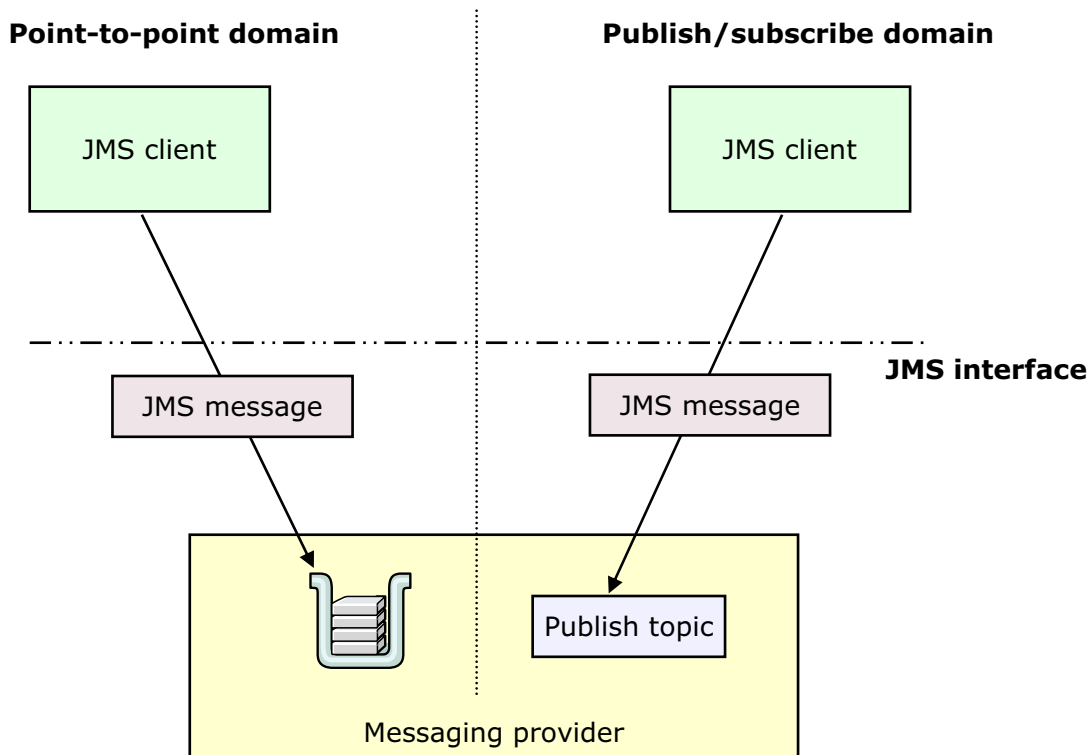 Point-to-point domain
Publish/subscribe domain
JMS client
JMS client
JMS interface
JMS message
JMS message
Publish topic
Messaging provider